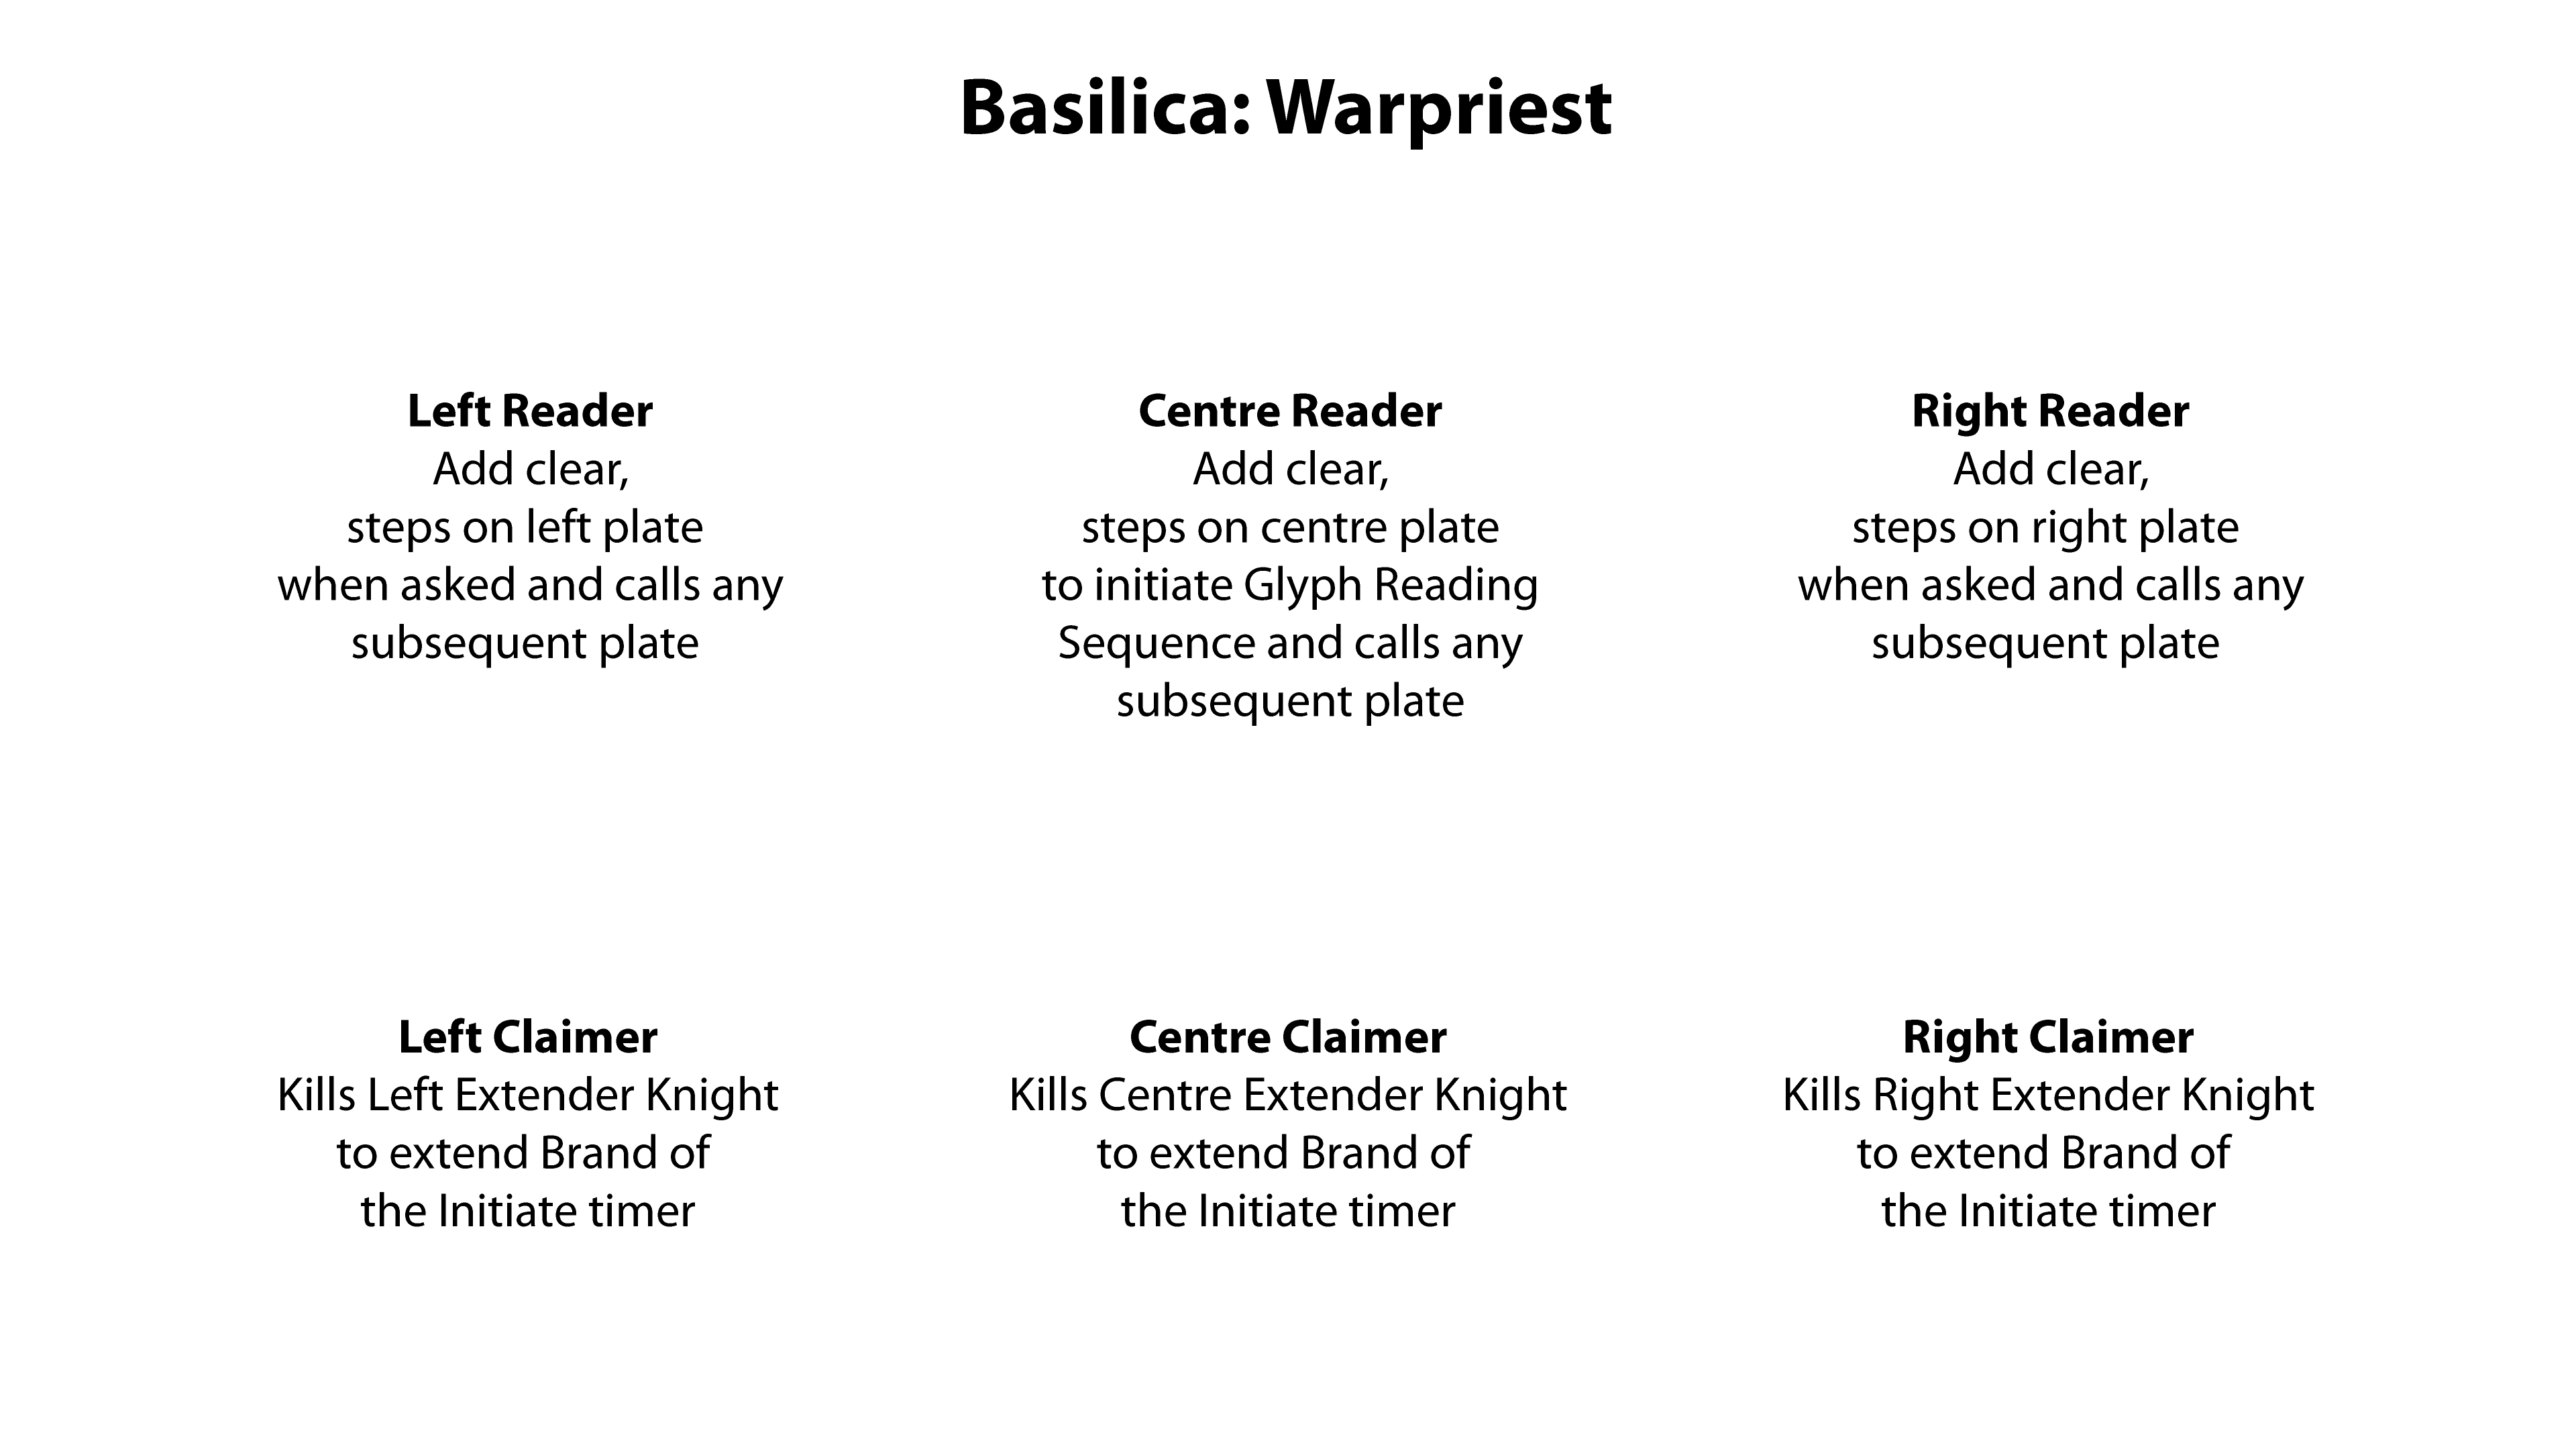 Basilica: Warpriest
Left Reader
Add clear,
steps on left plate
when asked and calls any
subsequent plate
Centre Reader
Add clear,
steps on centre plate
to initiate Glyph Reading
Sequence and calls any
subsequent plate
Right Reader
Add clear,
steps on right plate
when asked and calls any
subsequent plate
Left Claimer
Kills Left Extender Knight
to extend Brand of
the Initiate timer
Centre Claimer
Kills Centre Extender Knight
to extend Brand of
the Initiate timer
Right Claimer
Kills Right Extender Knight
to extend Brand of
the Initiate timer